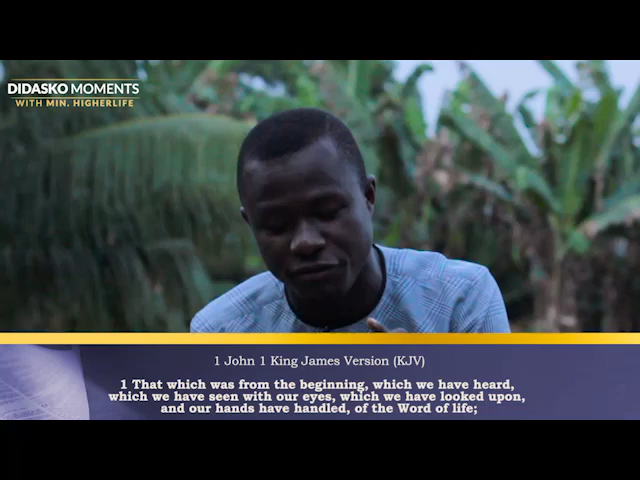 DIDASKO MOMENTS
WITH MIN. HIGHERLIFE
1 John 1 King James Version (KJV)
1 That which was from the beginning, which we have heard,
which we have seen with our eyes, which we have looked upon,
and our hands have handled, of the Word of life;